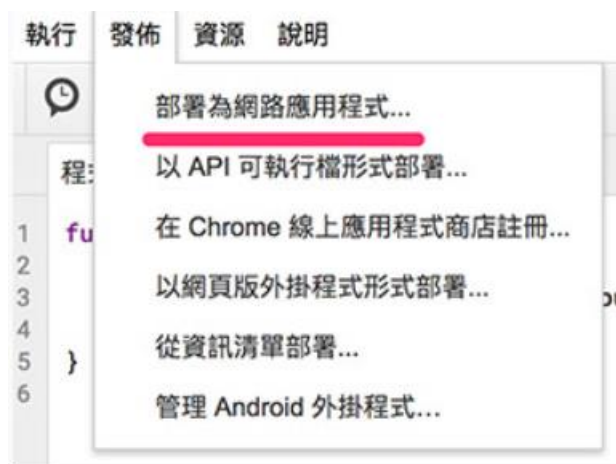 執行 發佈 資源 說明
部署為網路應用程式...
程
以 API 可執行檔形式部署...
1 fu
在 Chrome 線上應用程式商店註冊...
2
3
以網頁版外掛程式形式部署...
4
5 }
從資訊清單部署...
6
管理 Android 外掛程式...